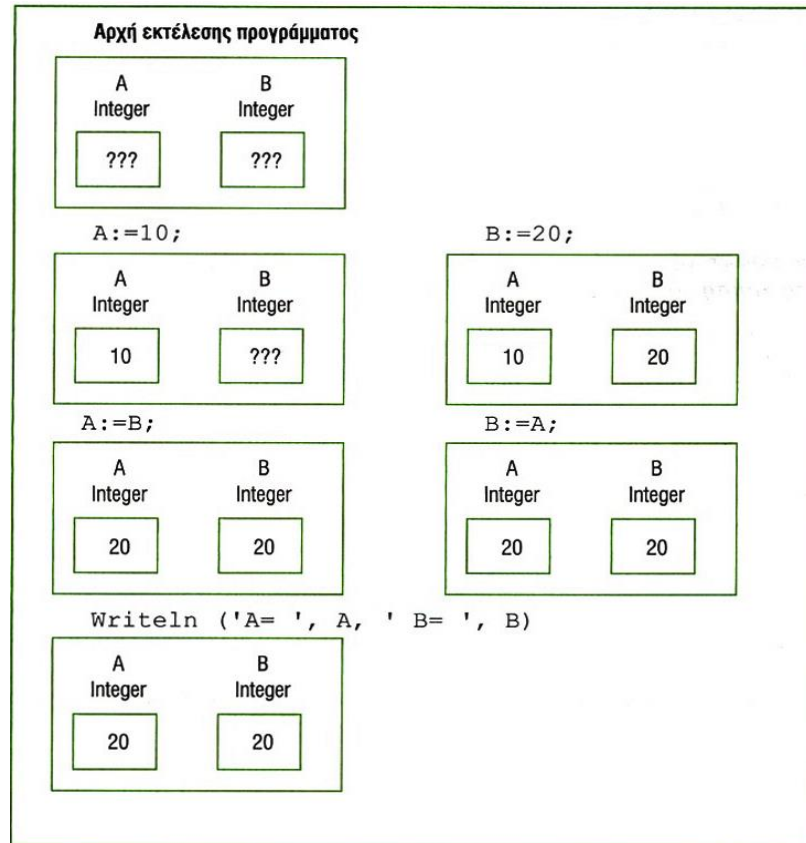 Αρχή εκτέλεσης προγράμματος
A B
Integer Integer
??? ???
A:=10; B:=20;
A B A B
Integer Integer Integer Integer
10 ??? 10 20
A:=B; B:=A;
A B A B
Integer Integer Integer Integer
20 20 20 20
Writeln ('A= ', A, ' B= ', B)
A B
Integer Integer
20 20